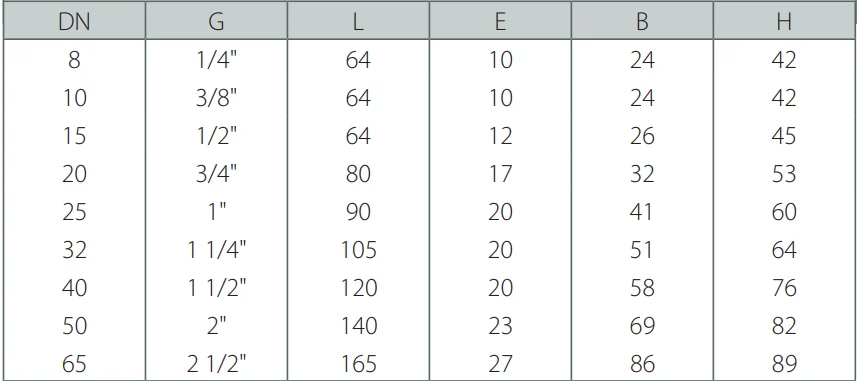 DN G L E B H
8 1/4" 64 10 24 42
10 3/8" 64 10 24 42
15 1/2" 64 12 26 45
20 3/4" 80 17 32 53
25 1" 90 20 41 60
32 1 1/4" 105 20 51 64
40 1 1/2" 120 20 58 76
50 2" 140 23 69 82
65 2 1/2" 165 27 86 89